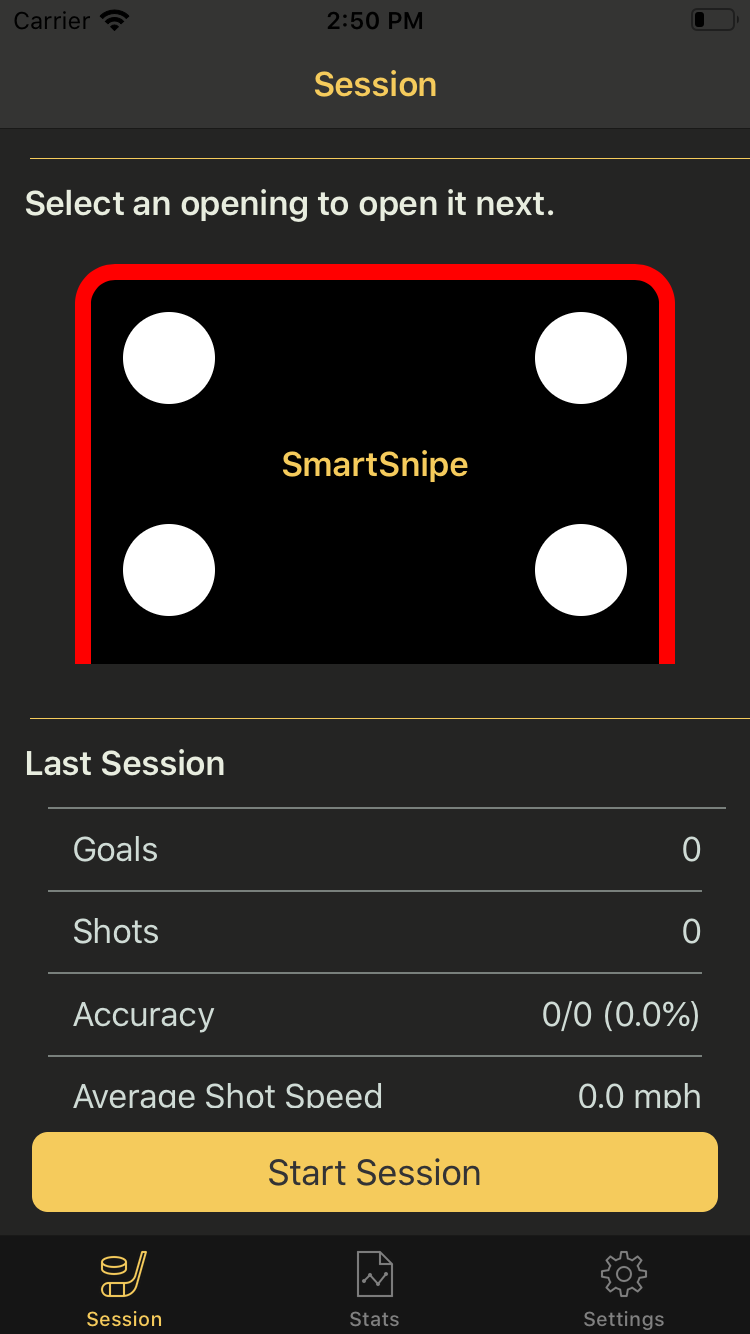 Carrier 2:50 PM
Session
Select an opening to open it next.
SmartSnipe
Last Session
Goals 0
Shots 0
Accuracy 0/0 (0.0%)
Average Shot Speed 0.0 mph
Start Session
Session Stats Settings